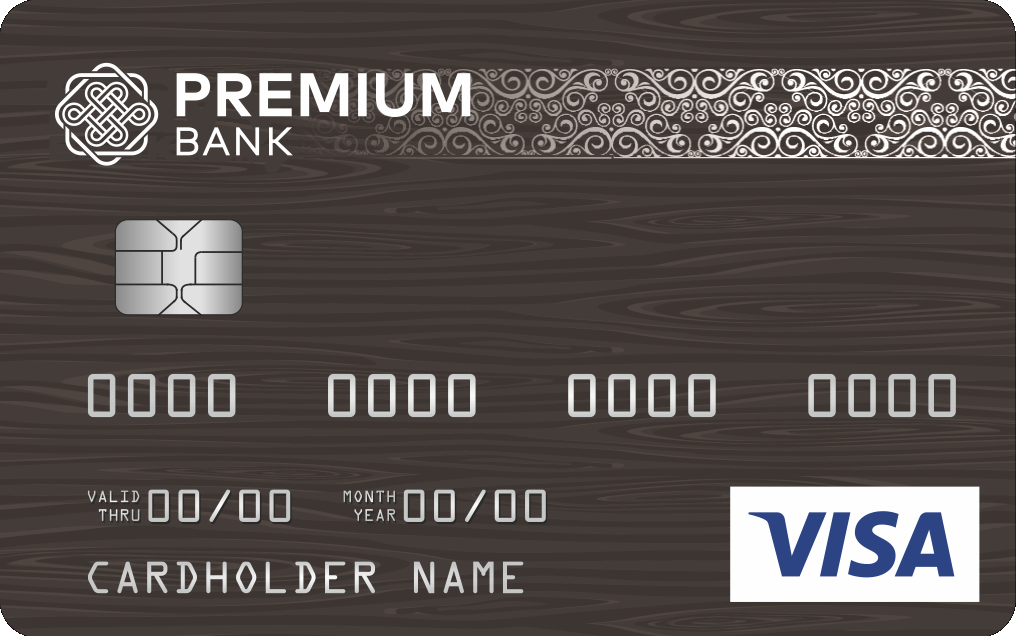 PREMIUM
BANK
0000 0000 0000 0000
VALID THRU 00/00 MONTH YEAR 00/00
CARDHOLDER NAME
VISA